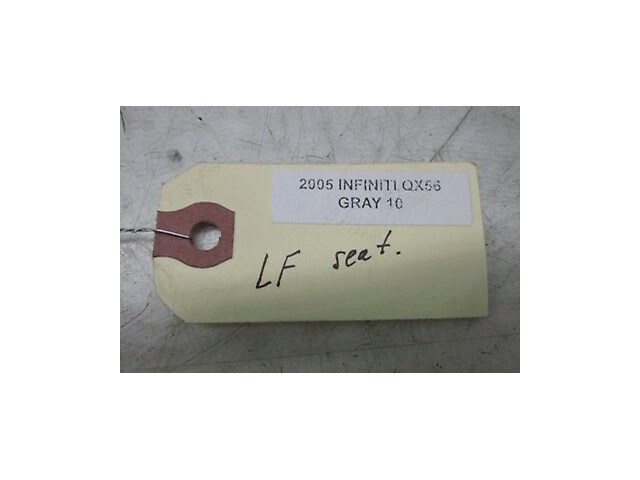 2005 INFINITI QX56
GRAY 10
LF seat.